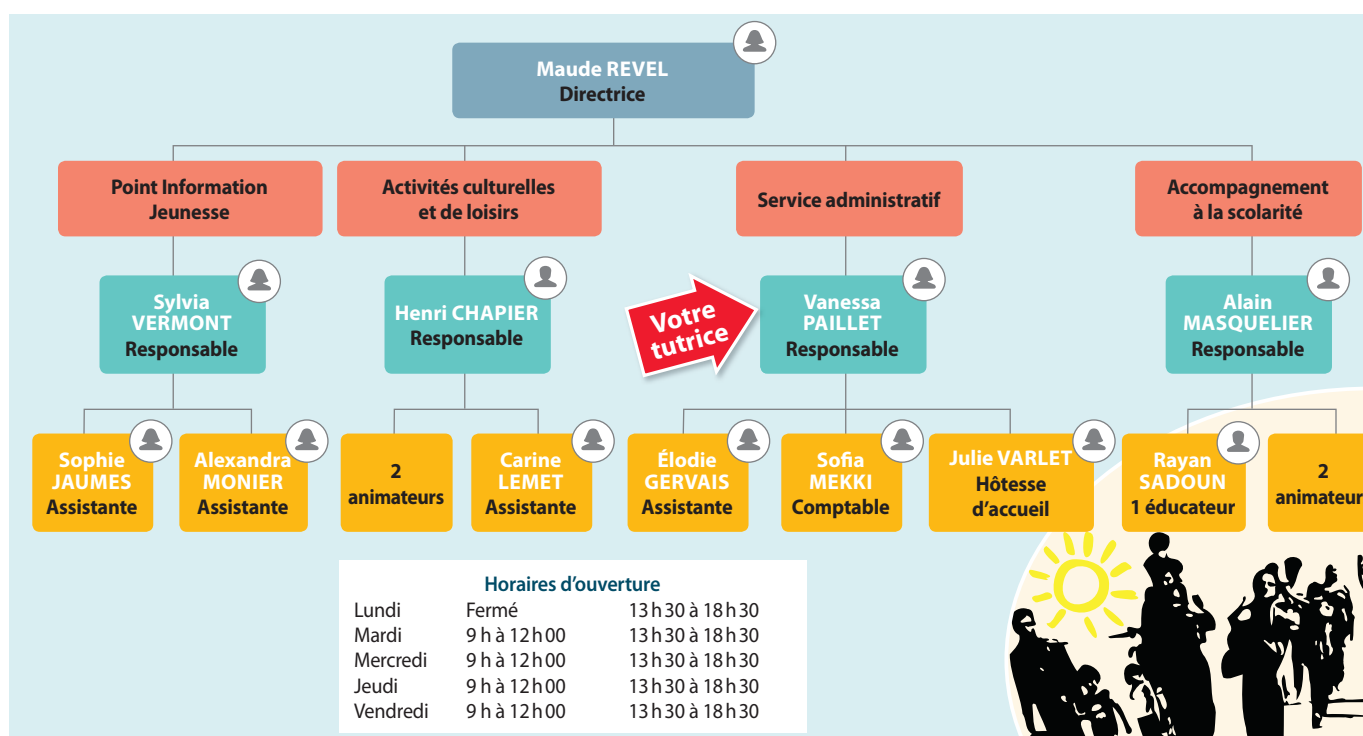 Maude REVEL
Directrice
Point Information
Jeunesse
Activités culturelles
et de loisirs
Service administratif
Accompagnement
à la scolarité
Sylvia
VERMONT
Responsable
Henri CHAPIER
Responsable
Votre
tutrice
Vanessa
PAILLET
Responsable
Alain
MASQUELIER
Responsable
Sophie
JAUMES
Assistante
Alexandra
MONIER
Assistante
2
animateurs
Carine
LEMET
Assistante
Élodie
GERVAIS
Assistante
Sofia
MEKKI
Comptable
Julie VARLET
Hôtesse
d'accueil
Rayan
SADOUN
1 éducateur
2
animateur
Horaires d'ouverture
Lundi Fermé 13 h 30 à 18 h 30
Mardi 9 h à 12 h 00 13 h 30 à 18 h 30
Mercredi 9 h à 12 h 00 13 h 30 à 18 h 30
Jeudi 9 h à 12 h 00 13 h 30 à 18 h 30
Vendredi 9 h à 12 h 00 13 h 30 à 18 h 30